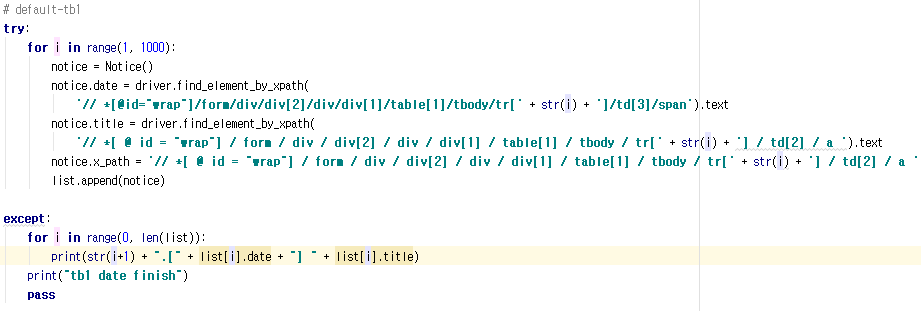 # default-tb1
try:
    for i in range(1, 1000):
        notice = Notice()
        notice.date = driver.find_element_by_xpath(
            '// *[@id="wrap"]/form/div/div[2]/div/div[1]/table[1]/tbody/tr[' + str(i) + ']/td[3]/span').text
        notice.title = driver.find_element_by_xpath(
            '// *[ @ id = "wrap"] / form / div / div[2] / div / div[1] / table[1] / tbody / tr[' + str(i) + '] / td[2] / a ').text
        notice.x_path = '// *[ @ id = "wrap"] / form / div / div[2] / div / div[1] / table[1] / tbody / tr[' + str(i) + '] / td[2] / a '
        list.append(notice)
except:
    for i in range(0, len(list)):
        print(str(i+1) + ".[" + list[i].date + "] " + list[i].title)
    print("tb1 date finish")
    pass